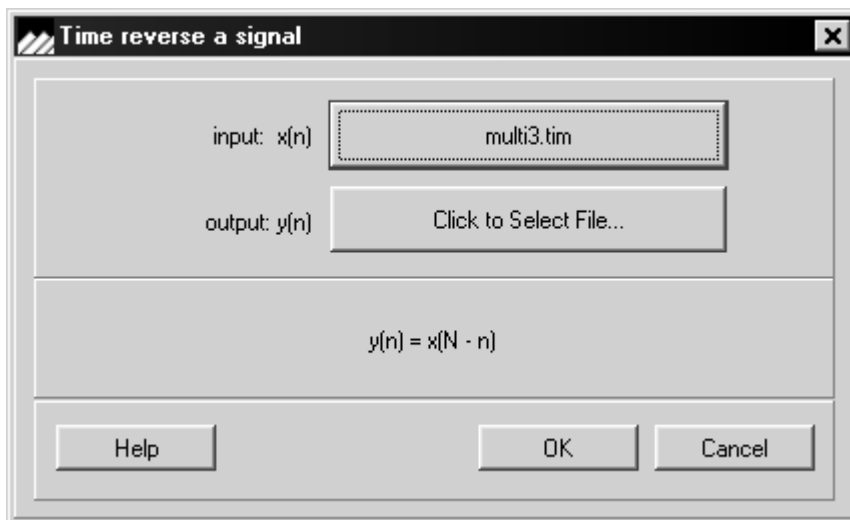 Time reverse a signal
input: x(n) multi3.tim
output: y(n) Click to Select File...
y(n) = x(N - n)
Help OK Cancel